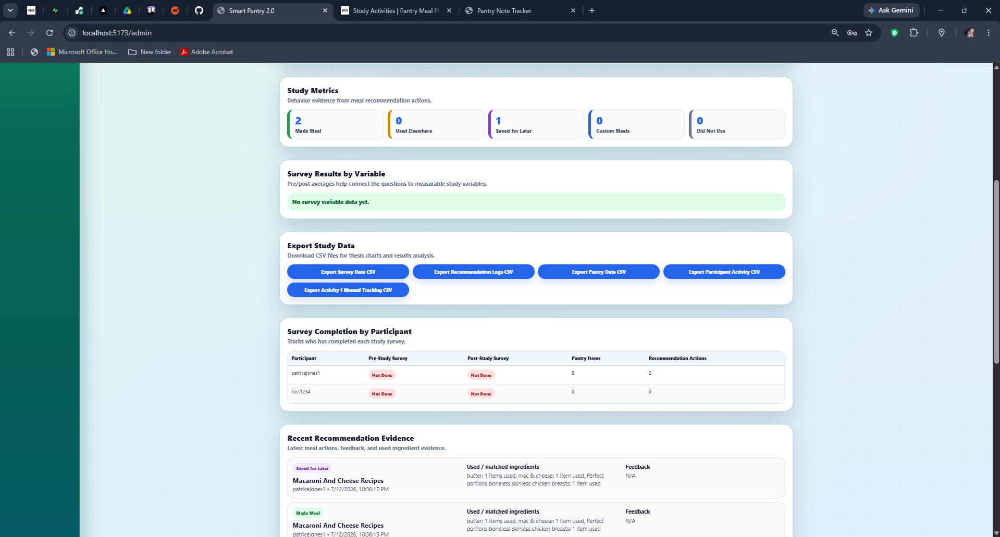 Smart Pantry 2.0
Study Activities | Pantry Meal Pl
Pantry Note Tracker
Ask Gemini
localhost:5173/admin
Microsoft Office Ho...
New folder
Adobe Acrobat
Study Metrics
Behavior evidence from meal recommendation actions.
2
Made Meal
0
Used Elsewhere
1
Saved for Later
0
Custom Meals
0
Did Not Use
Survey Results by Variable
Pre/post averages help connect the questions to measurable study variables.
No survey variable data yet.
Export Study Data
Download CSV files for thesis charts and results analysis.
Export Survey Data CSV
Export Recommendation Logs CSV
Export Pantry Data CSV
Export Participant Activity CSV
Export Activity 1 Manual Tracking CSV
Survey Completion by Participant
Tracks who has completed each study survey.
Participant Pre-Study Survey Post-Study Survey Pantry Items Recommendation Actions
patricejones1 Not Done Not Done 8 2
Test1234 Not Done Not Done 0 0
Recent Recommendation Evidence
Latest meal actions, feedback, and used ingredient evidence.
Saved for Later
Macaroni And Cheese Recipes
patricejones1 • 7/12/2026, 10:36:17 PM
Used / matched ingredients
butter: 1 items used, mac & cheese: 1 item used, Perfect
portions boneless skinless chicken breasts: 1 item used
Feedback
N/A
Made Meal
Macaroni And Cheese Recipes
patricejones1 • 7/12/2026, 10:36:13 PM
Used / matched ingredients
butter: 1 items used, mac & cheese: 1 item used, Perfect
portions boneless skinless chicken breasts: 1 item used
Feedback
N/A